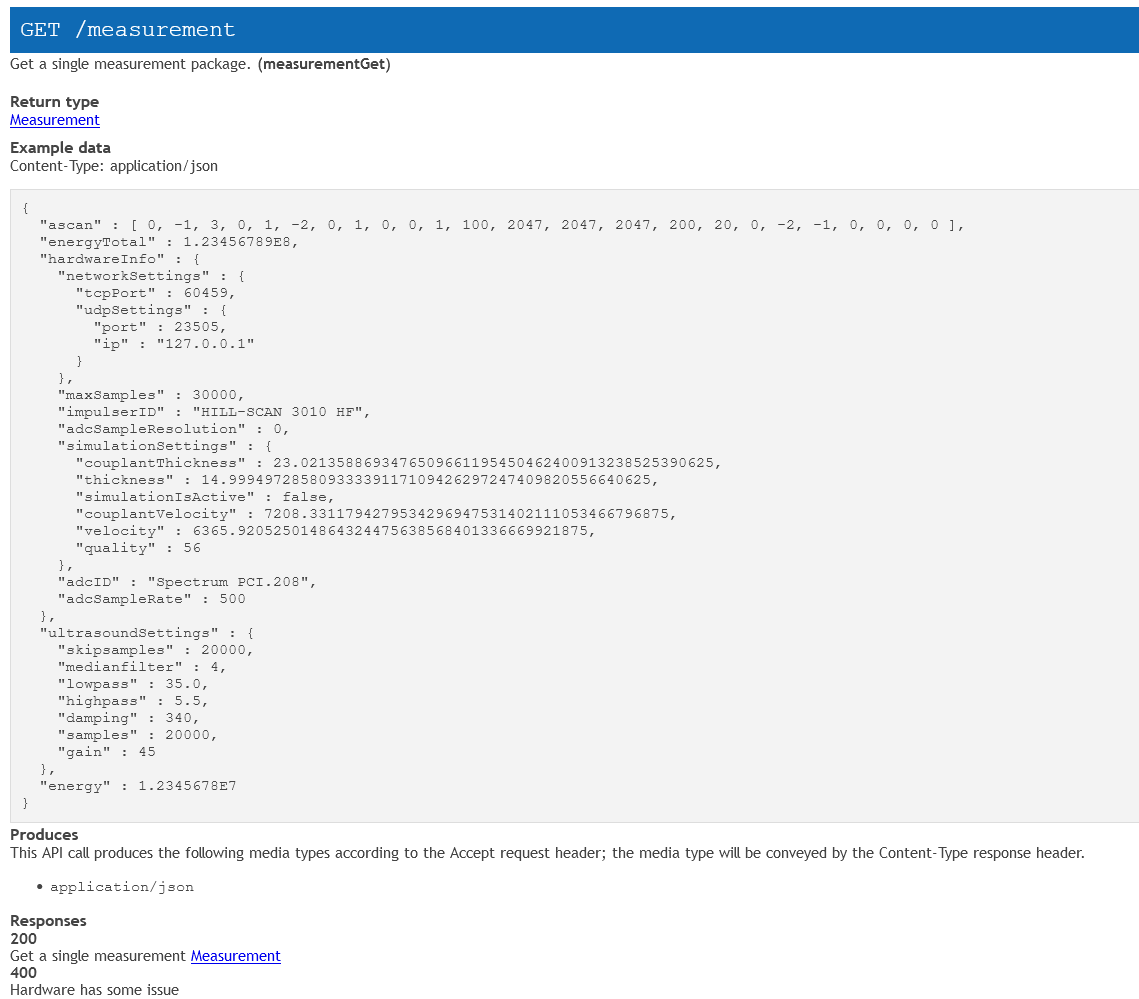 GET /measurement
Get a single measurement package. (measurementGet)
Return type
Measurement
Example data
Content-Type: application/json
{
  "ascan" : [ 0, -1, 3, 0, 1, -2, 0, 1, 0, 0, 1, 100, 2047, 2047, 2047, 200, 20, 0, -2, -1, 0, 0, 0, 0 ],
  "energyTotal" : 1.23456789E8,
  "hardwareInfo" : {
    "networkSettings" : {
      "tcpPort" : 60459,
      "udpSettings" : {
        "port" : 23505,
        "ip" : "127.0.0.1"
      }
    },
    "maxSamples" : 30000,
    "impulserID" : "HILL-SCAN 3010 HF",
    "adcSampleResolution" : 0,
    "simulationSettings" : {
      "couplantThickness" : 23.02135886934765096611954504624009132385253​90625,
      "thickness" : 14.9994972858093333911710942629724740982055664​0625,
      "simulationIsActive" : false,
      "couplantVelocity" : 7208.33117942795342969475314021110534667968​75,
      "velocity" : 6365.920525014864324475638568401336669921875,
      "quality" : 56
    },
    "adcID" : "Spectrum PCI.208",
    "adcSampleRate" : 500
  },
  "ultrasoundSettings" : {
    "skipsamples" : 20000,
    "medianfilter" : 4,
    "lowpass" : 35.0,
    "highpass" : 5.5,
    "damping" : 340,
    "samples" : 20000,
    "gain" : 45
  },
  "energy" : 1.2345678E7
}
Produces
This API call produces the following media types according to the Accept request header; the media type will be conveyed by the Content-Type response header.
• application/json
Responses
200
Get a single measurement Measurement
400
Hardware has some issue